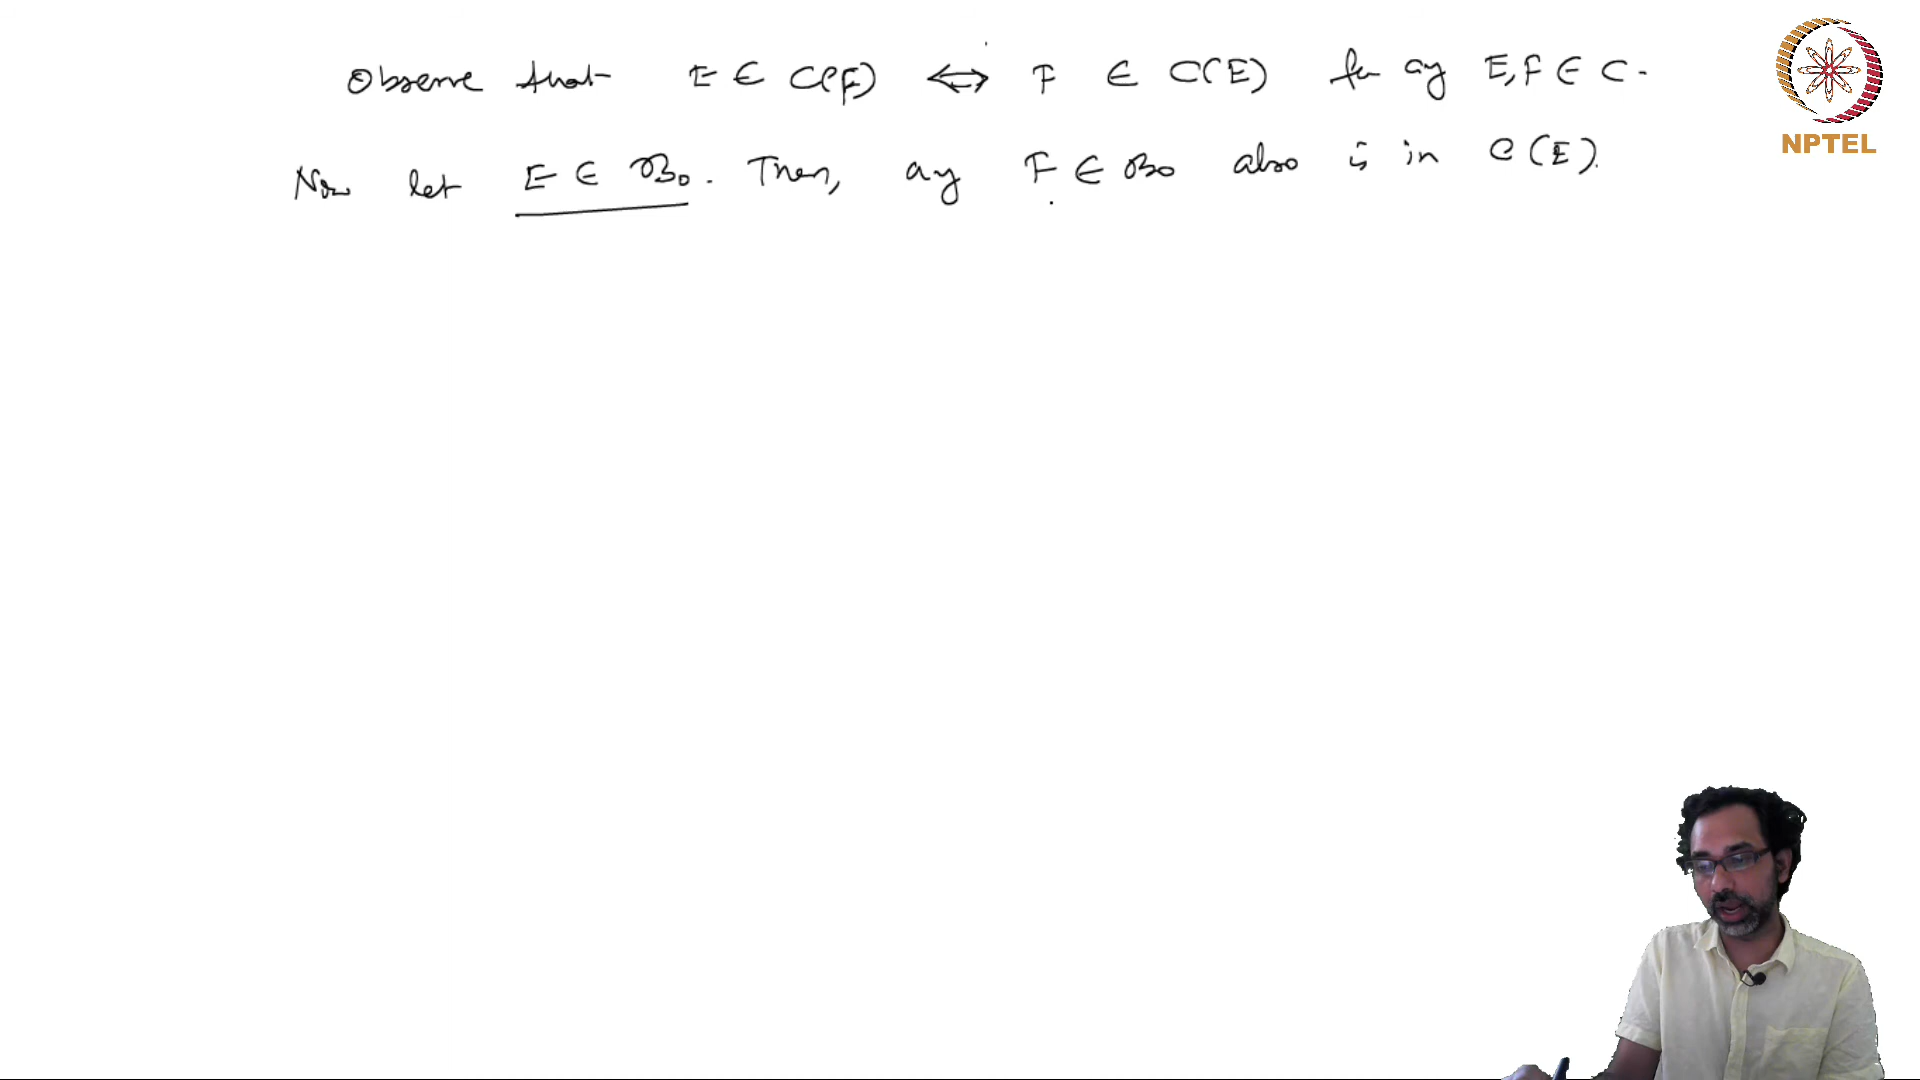 Observe that E ∈ C(F) ⟷ F ∈ C(E) for any E, F ∈ C.
Now let E ∈ ℬ₀. Then, any F ∈ ℬ₀ also is in C(E).
NPTEL